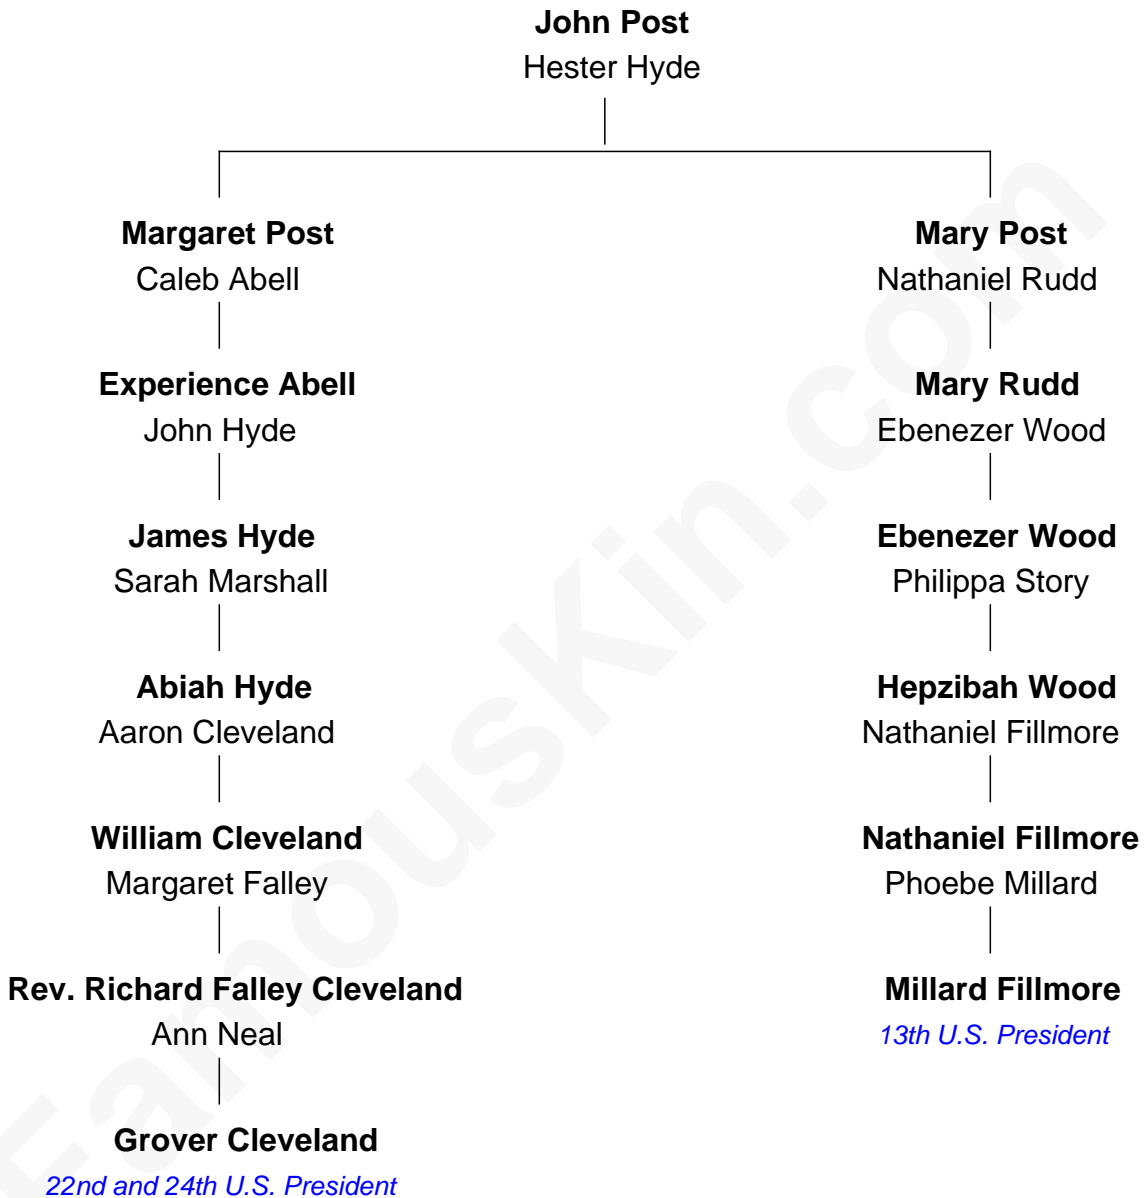 John Post
Hester Hyde
Margaret Post
Caleb Abell
Mary Post
Nathaniel Rudd
Experience Abell
John Hyde
Mary Rudd
Ebenezer Wood
James Hyde
Sarah Marshall
Ebenezer Wood
Philippa Story
Abiah Hyde
Aaron Cleveland
Hepzibah Wood
Nathaniel Fillmore
William Cleveland
Margaret Falley
Nathaniel Fillmore
Phoebe Millard
Rev. Richard Falley Cleveland
Ann Neal
Millard Fillmore
13th U.S. President
Grover Cleveland
22nd and 24th U.S. President
FamousKin.com